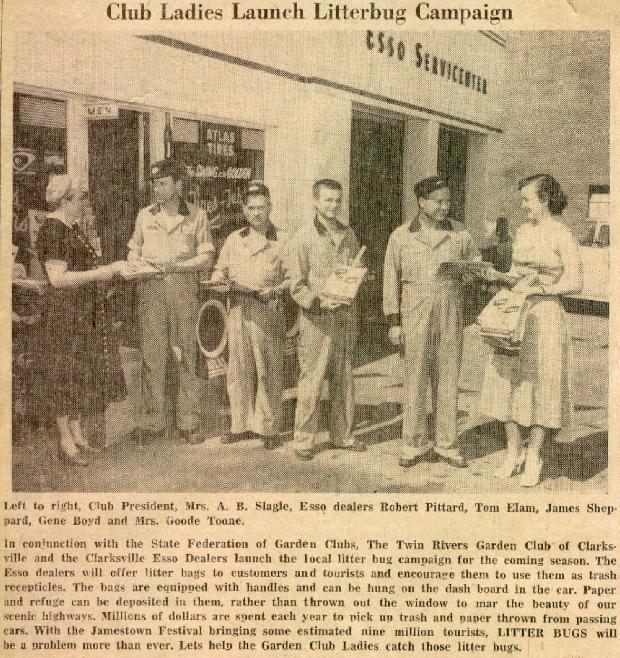 Club Ladies Launch Litterbug Campaign
ESSO SERVICENTER
MEN
ATLAS
TIRES
Left to right, Club President, Mrs. A. B. Slagle, Esso dealers Robert Pittard, Tom Elam, James Shep-
pard, Gene Boyd and Mrs. Goode Toone.
In conjunction with the State Federation of Garden Clubs, The Twin Rivers Garden Club of Clarks-
ville and the Clarksville Esso Dealers launch the local litter bug campaign for the coming season. The
Esso dealers will offer litter bags to customers and tourists and encourage them to use them as trash
recepticles. The bags are equipped with handles and can be hung on the dash board in the car. Paper
and refuse can be deposited in them, rather than thrown out the window to mar the beauty of our
scenic highways. Millions of dollars are spent each year to pick up trash and paper thrown from passing
cars. With the Jamestown Festival bringing some estimated nine million tourists, LITTER BUGS will
be a problem more than ever. Lets help the Garden Club Ladies catch those litter bugs.